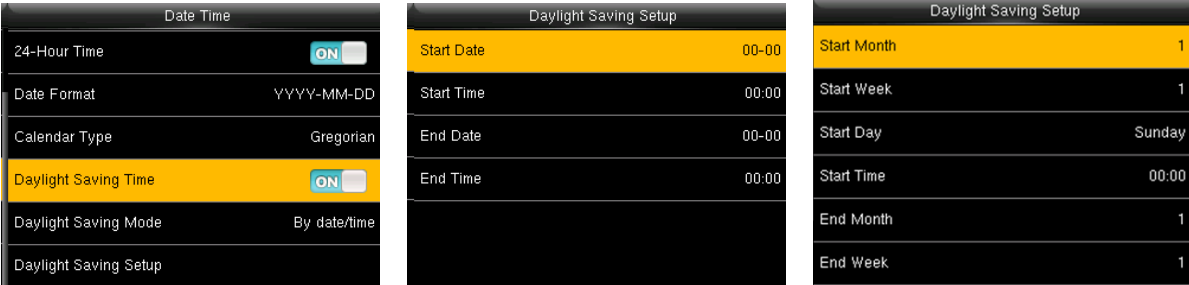 Date Time
24-Hour Time ON
Date Format YYYY-MM-DD
Calendar Type Gregorian
Daylight Saving Time ON
Daylight Saving Mode By date/time
Daylight Saving Setup
Daylight Saving Setup
Start Date 00-00
Start Time 00:00
End Date 00-00
End Time 00:00
Daylight Saving Setup
Start Month 1
Start Week 1
Start Day Sunday
Start Time 00:00
End Month 1
End Week 1